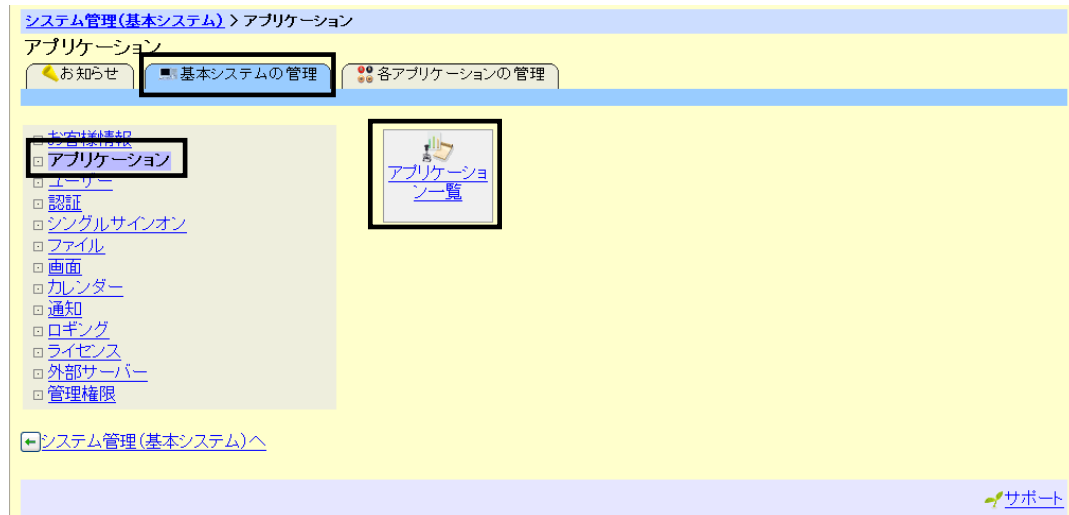 システム管理(基本システム) > アプリケーション
アプリケーション
お知らせ 基本システムの管理 各アプリケーションの管理
お客様情報
アプリケーション
ユーザー
認証
シングルサインオン
ファイル
画面
カレンダー
通知
ロギング
ライセンス
外部サーバー
管理権限
アプリケーショ
ン一覧
システム管理(基本システム)へ
サポート